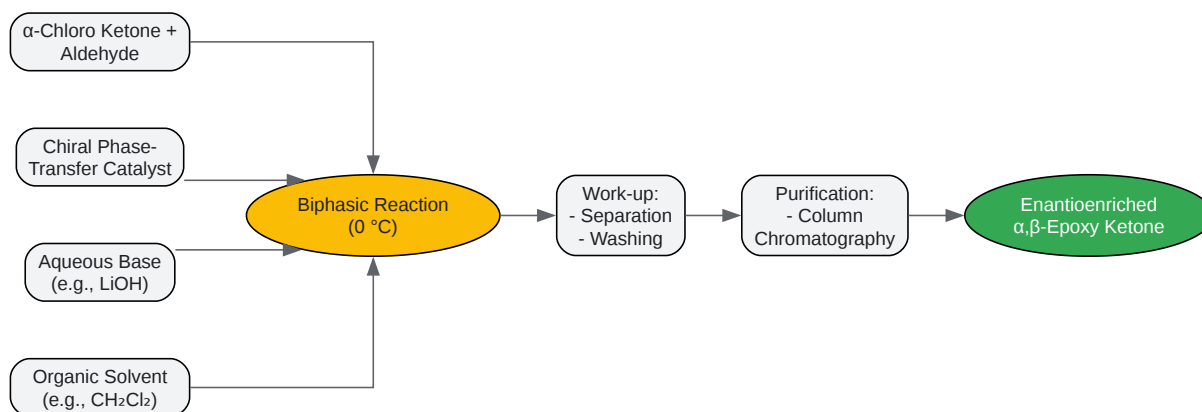 α-Chloro Ketone +
Aldehyde
Chiral Phase-
Transfer Catalyst
Aqueous Base
(e.g., LiOH)
Organic Solvent
(e.g., CH₂Cl₂)
Biphasic Reaction
(0 °C)
Work-up:
- Separation
- Washing
Purification:
- Column
Chromatography
Enantioenriched
α,β-Epoxy Ketone